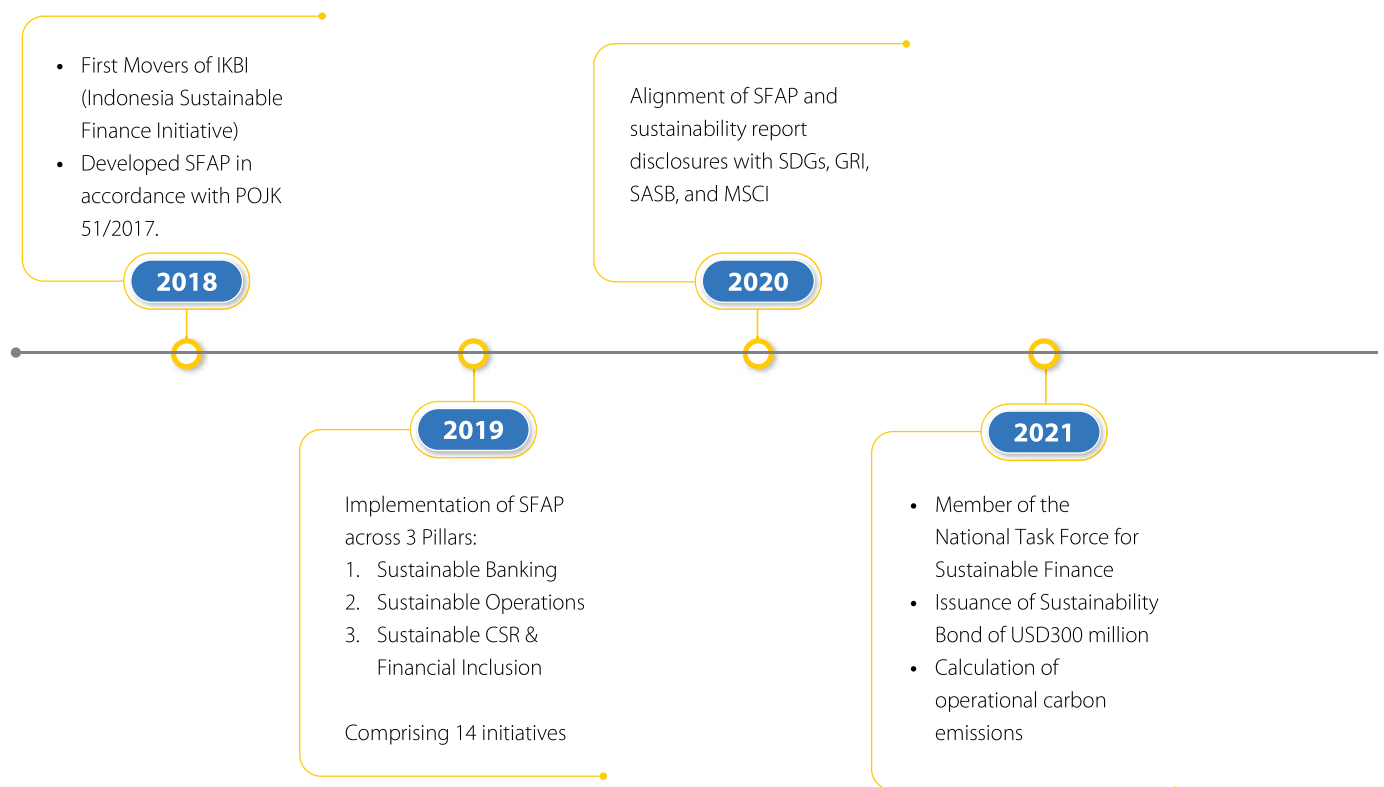 • First Movers of IKBI
(Indonesia Sustainable
Finance Initiative)
• Developed SFAP in
accordance with POJK
51/2017.
2018
Implementation of SFAP
across 3 Pillars:
1. Sustainable Banking
2. Sustainable Operations
3. Sustainable CSR &
Financial Inclusion
Comprising 14 initiatives
2019
Alignment of SFAP and
sustainability report
disclosures with SDGs, GRI,
SASB, and MSCI
2020
2021
• Member of the
National Task Force for
Sustainable Finance
• Issuance of Sustainability
Bond of USD300 million
• Calculation of
operational carbon
emissions